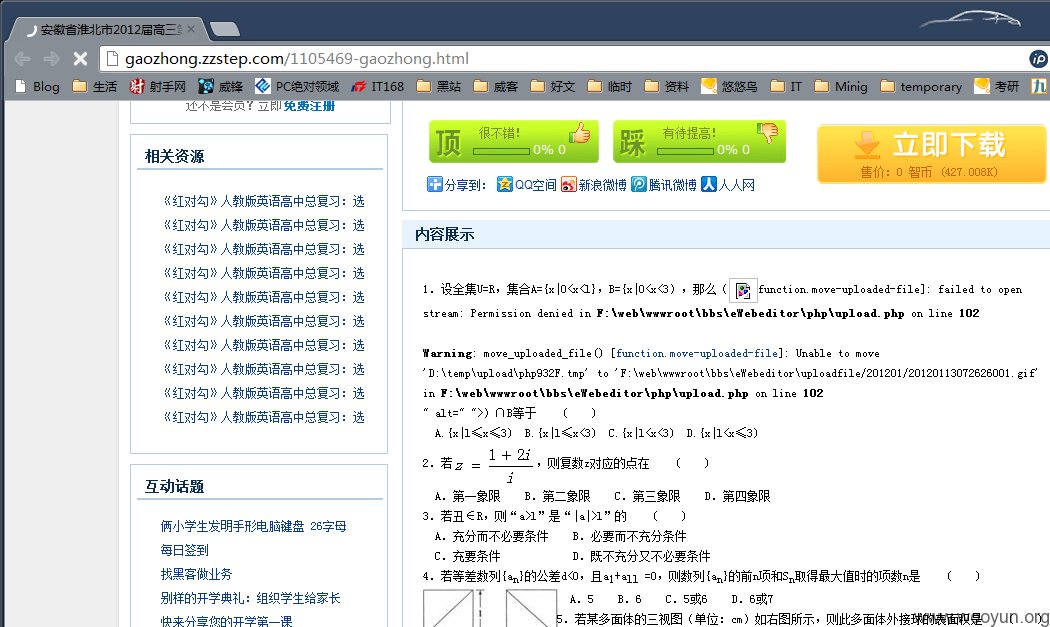 安徽省淮北市2012届高三
gaozhong.zzstep.com/1105469-gaozhong.html
Blog 生活 射手网 威锋 PC绝对领域 IT168 黑站 威客 好文 临时 资料 悠悠鸟 IT Minig temporary 考研
还不是会员？立即免费注册
相关资源
《红对勾》人教版英语高中总复习：选
《红对勾》人教版英语高中总复习：选
《红对勾》人教版英语高中总复习：选
《红对勾》人教版英语高中总复习：选
《红对勾》人教版英语高中总复习：选
《红对勾》人教版英语高中总复习：选
《红对勾》人教版英语高中总复习：选
《红对勾》人教版英语高中总复习：选
《红对勾》人教版英语高中总复习：选
《红对勾》人教版英语高中总复习：选
互动话题
俩小学生发明手形电脑键盘 26字母
每日签到
找黑客做业务
别样的开学典礼：组织学生给家长
快来分享您的开学第一课
顶 很不错！ 0% 0
踩 有待提高！ 0% 0
立即下载
售价：0 智币 (427.008K)
分享到： QQ空间 新浪微博 腾讯微博 人人网
内容展示
1．设全集U=R，集合A={x|0<x<1}，B={x|0<x<3），那么（ function.move-uploaded-file]: failed to open
stream: Permission denied in F:\web\wwwroot\bbs\eWebeditor\php\upload.php on line 102
Warning: move_uploaded_file() [function.move-uploaded-file]: Unable to move
'D:\temp\upload\php932F.tmp' to 'F:\web\wwwroot\bbs\eWebeditor\uploadfile/201201/20120113072626001.gif'
in F:\web\wwwroot\bbs\eWebeditor\php\upload.php on line 102
" alt=" ">) ∩B等于 （ ）
A.{x|1≤x≤3) B.{x|1≤x<3) C.{x|1<x<3) D.{x|1<x≤3)
2．若z = (1 + 2i)/i，则复数z对应的点在 （ ）
A．第一象限 B．第二象限 C．第三象限 D．第四象限
3．若丑∈R，则“a>1”是“|a|>1”的 （ ）
A．充分而不必要条件 B．必要而不充分条件
C．充要条件 D．既不充分又不必要条件
4．若等差数列{an}的公差d<0，且a1+a11 =0，则数列{an}的前n项和Sn取得最大值时的项数n是 （ ）
A．5 B．6 C．5或6 D．6或7
5．若某多面体的三视图（单位：cm）如右图所示，则此多面体外接球的表面积是